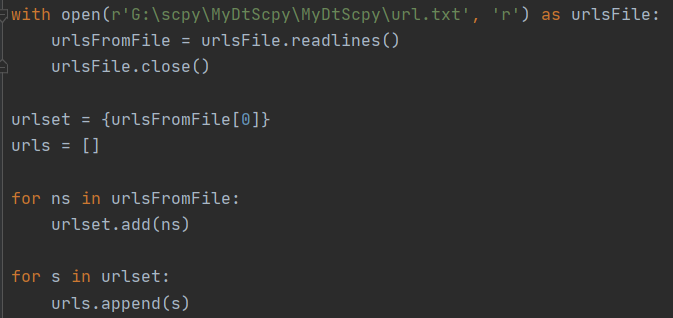 with open(r'G:\scpy\MyDtScpy\MyDtScpy\url.txt', 'r') as urlsFile:
    urlsFromFile = urlsFile.readlines()
    urlsFile.close()

urlset = {urlsFromFile[0]}
urls = []

for ns in urlsFromFile:
    urlset.add(ns)

for s in urlset:
    urls.append(s)